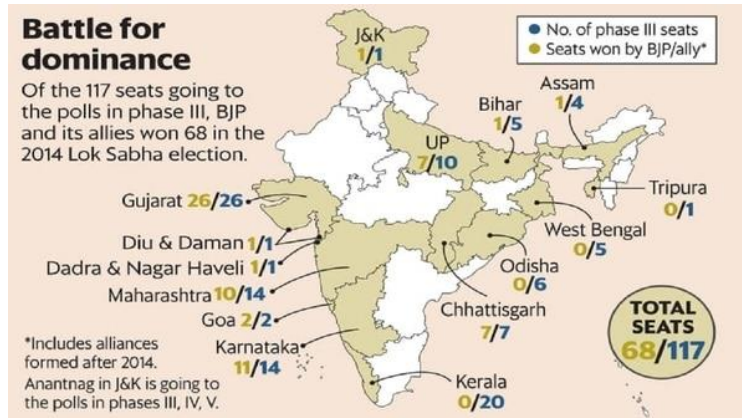 Battle for
dominance
Of the 117 seats going to
the polls in phase III, BJP
and its allies won 68 in the
2014 Lok Sabha election.
No. of phase III seats
Seats won by BJP/ally*
J&K
1/1
Assam
1/4
Bihar
1/5
UP
7/10
Gujarat 26/26
Tripura
0/1
Diu & Daman 1/1
West Bengal
0/5
Dadra & Nagar Haveli 1/1
Odisha
0/6
Maharashtra 10/14
Chhattisgarh
7/7
Goa 2/2
Karnataka
11/14
Kerala
0/20
TOTAL
SEATS
68/117
*Includes alliances
formed after 2014.
Anantnag in J&K is going to
the polls in phases III, IV, V.